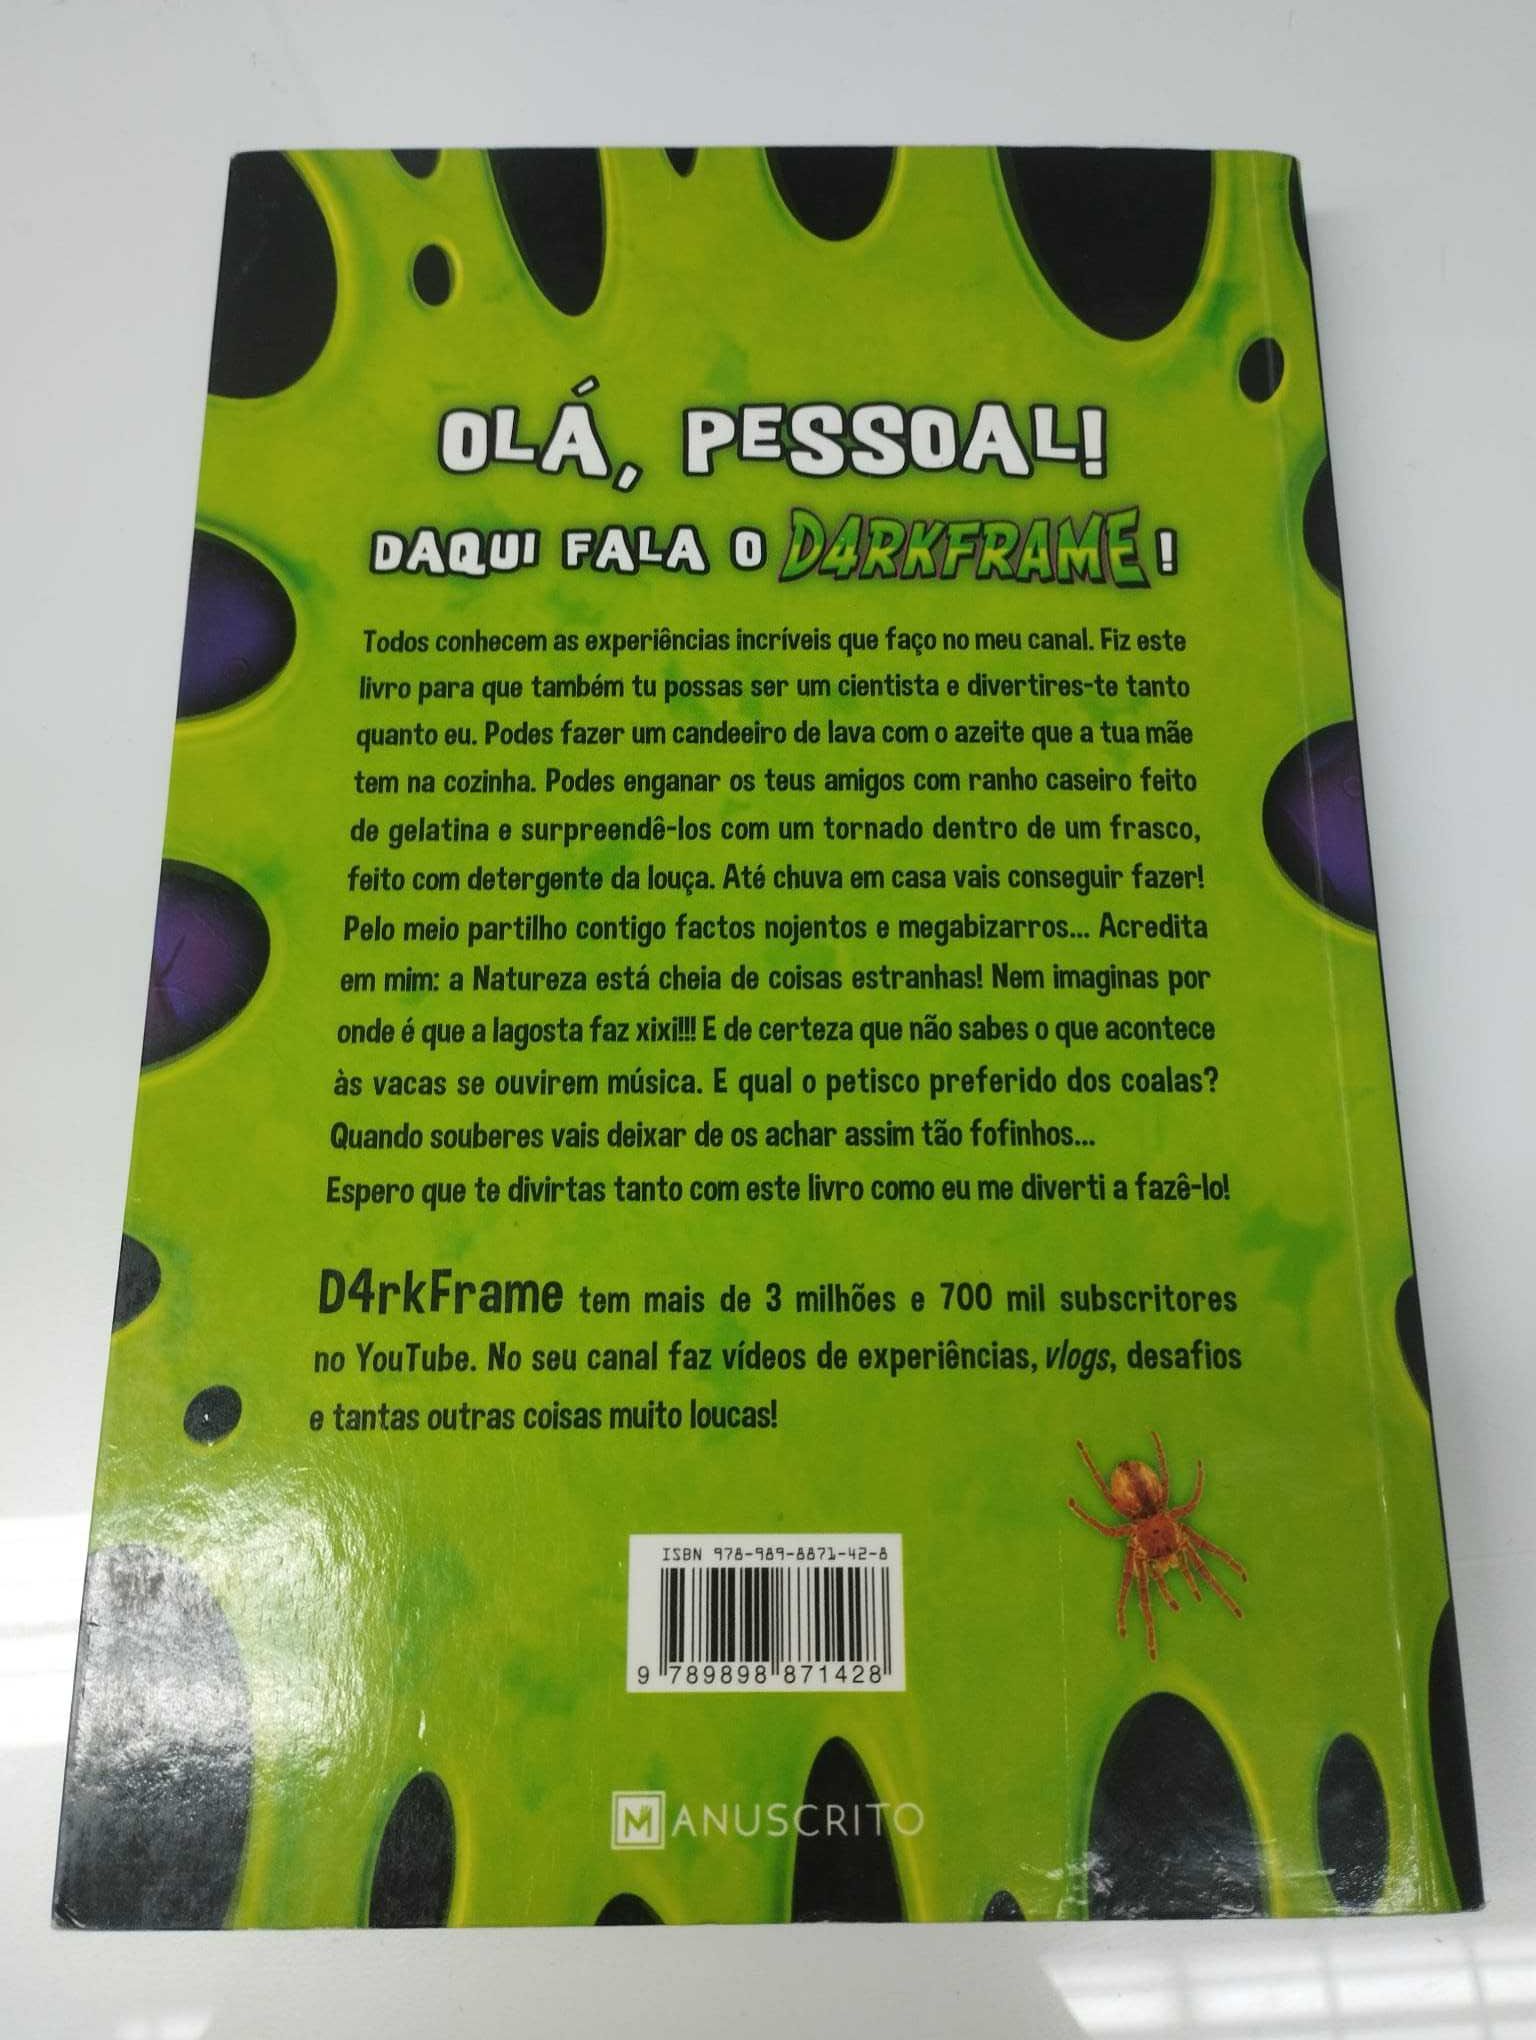 OLÁ, PESSOAL!
DAQUI FALA O D4RKFRAME!
Todos conhecem as experiências incríveis que faço no meu canal. Fiz este
livro para que também tu possas ser um cientista e divertires-te tanto
quanto eu. Podes fazer um candeeiro de lava com o azeite que a tua mãe
tem na cozinha. Podes enganar os teus amigos com ranho caseiro feito
de gelatina e surpreendê-los com um tornado dentro de um frasco,
feito com detergente da louça. Até chuva em casa vais conseguir fazer!
Pelo meio partilho contigo factos nojentos e megabizarros... Acredita
em mim: a Natureza está cheia de coisas estranhas! Nem imaginas por
onde é que a lagosta faz xixi!!! E de certeza que não sabes o que acontece
às vacas se ouvirem música. E qual o petisco preferido dos coalas?
Quando souberes vais deixar de os achar assim tão fofinhos...
Espero que te divirtas tanto com este livro como eu me diverti a fazê-lo!
D4rkFrame tem mais de 3 milhões e 700 mil subscritores
no YouTube. No seu canal faz vídeos de experiências, vlogs, desafios
e tantas outras coisas muito loucas!
ISBN 978-989-8871-42-8
9 789898 871428
MANUSCRITO